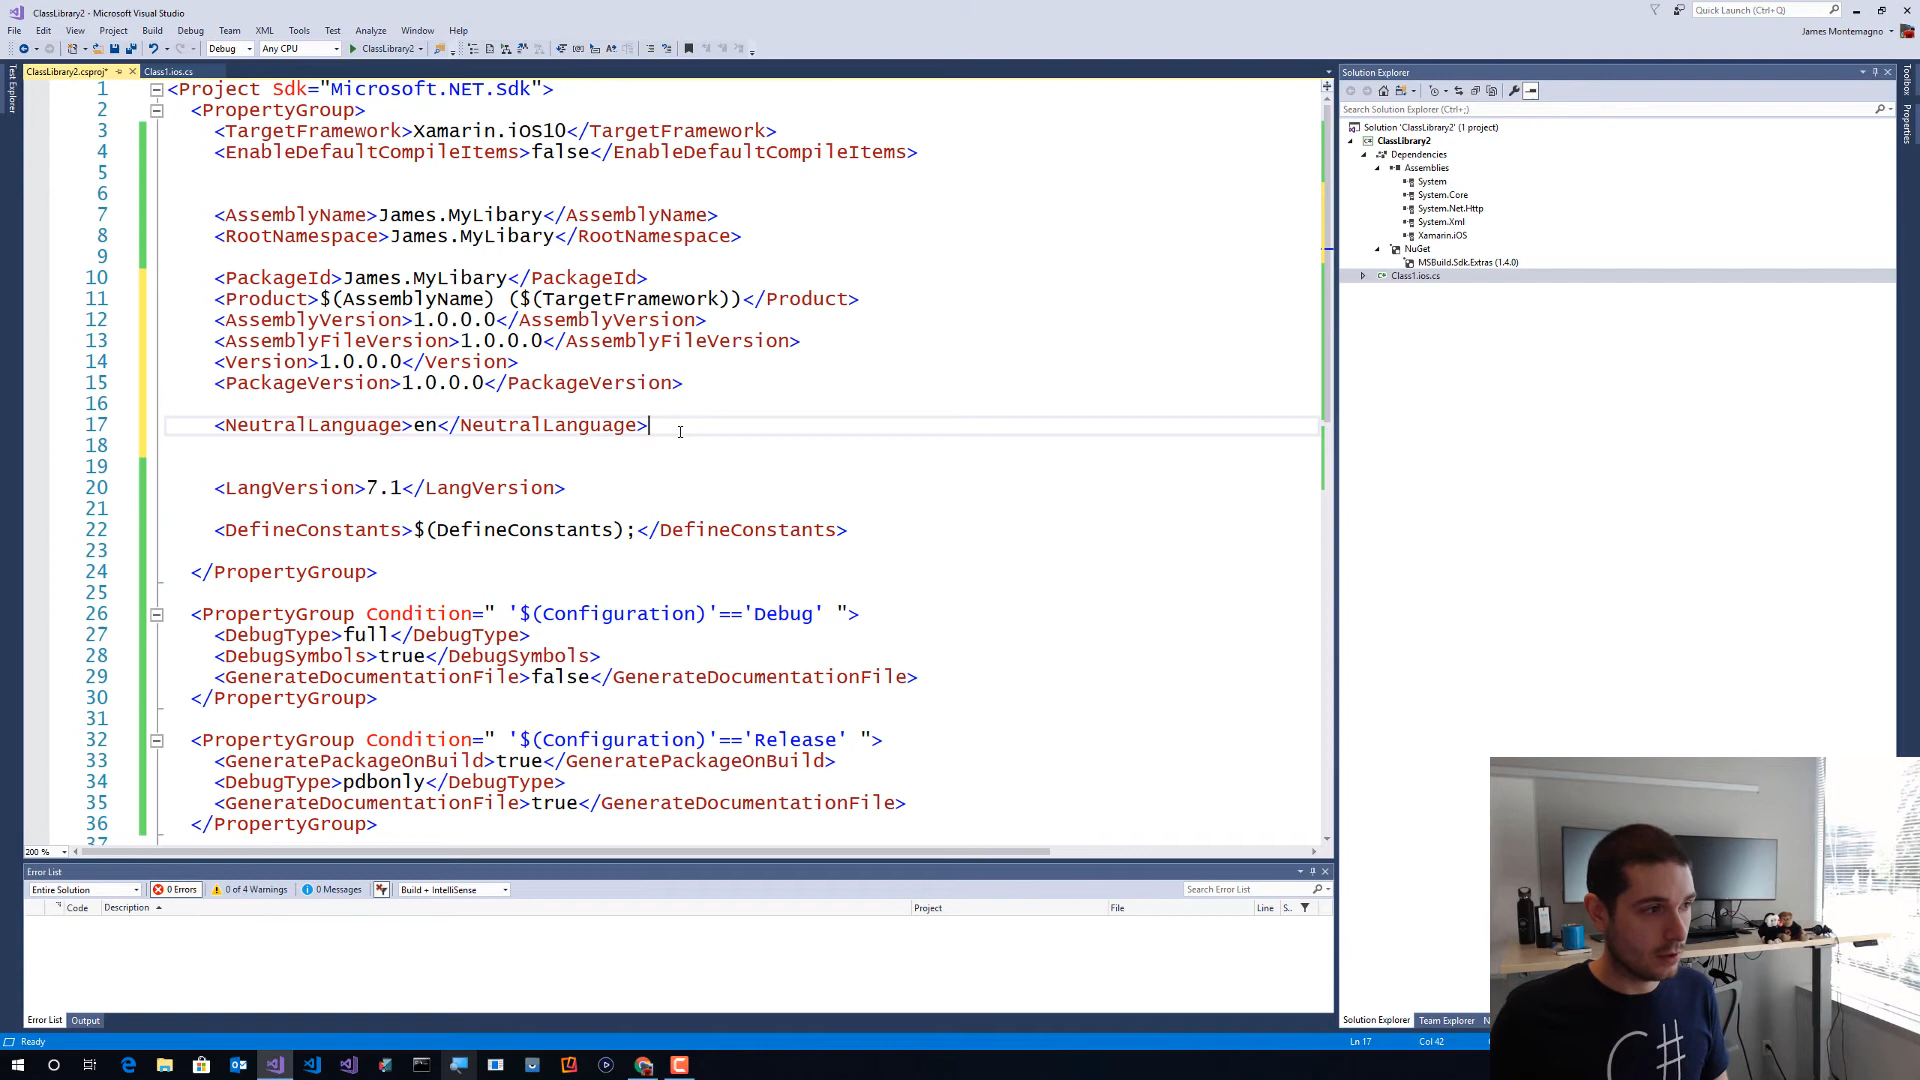 ClassLibrary2 - Microsoft Visual Studio
Quick Launch (Ctrl+Q)
File Edit View Project Build Debug Team XML Tools Test Analyze Window Help
James Montemagno
Debug Any CPU ClassLibrary2
Test Explorer
ClassLibrary2.csproj* Class1.ios.cs
1 <Project Sdk="Microsoft.NET.Sdk">
2 <PropertyGroup>
3 <TargetFramework>Xamarin.iOS10</TargetFramework>
4 <EnableDefaultCompileItems>false</EnableDefaultCompileItems>
5
6
7 <AssemblyName>James.MyLibary</AssemblyName>
8 <RootNamespace>James.MyLibary</RootNamespace>
9
10 <PackageId>James.MyLibary</PackageId>
11 <Product>$(AssemblyName) ($(TargetFramework))</Product>
12 <AssemblyVersion>1.0.0.0</AssemblyVersion>
13 <AssemblyFileVersion>1.0.0.0</AssemblyFileVersion>
14 <Version>1.0.0.0</Version>
15 <PackageVersion>1.0.0.0</PackageVersion>
16
17 <NeutralLanguage>en</NeutralLanguage>
18
19
20 <LangVersion>7.1</LangVersion>
21
22 <DefineConstants>$(DefineConstants);</DefineConstants>
23
24 </PropertyGroup>
25
26 <PropertyGroup Condition=" '$(Configuration)'=='Debug' ">
27 <DebugType>full</DebugType>
28 <DebugSymbols>true</DebugSymbols>
29 <GenerateDocumentationFile>false</GenerateDocumentationFile>
30 </PropertyGroup>
31
32 <PropertyGroup Condition=" '$(Configuration)'=='Release' ">
33 <GeneratePackageOnBuild>true</GeneratePackageOnBuild>
34 <DebugType>pdbonly</DebugType>
35 <GenerateDocumentationFile>true</GenerateDocumentationFile>
36 </PropertyGroup>
37
200 %
Solution Explorer
Search Solution Explorer (Ctrl+;)
Solution 'ClassLibrary2' (1 project)
ClassLibrary2
Dependencies
Assemblies
System
System.Core
System.Net.Http
System.Xml
Xamarin.iOS
NuGet
MSBuild.Sdk.Extras (1.4.0)
Class1.ios.cs
Toolbox
Properties
Error List
Entire Solution 0 Errors 0 of 4 Warnings 0 Messages Build + IntelliSense Search Error List
Code Description Project File Line S..
Error List Output
Solution Explorer Team Explorer N
Ready Ln 17 Col 42
C#